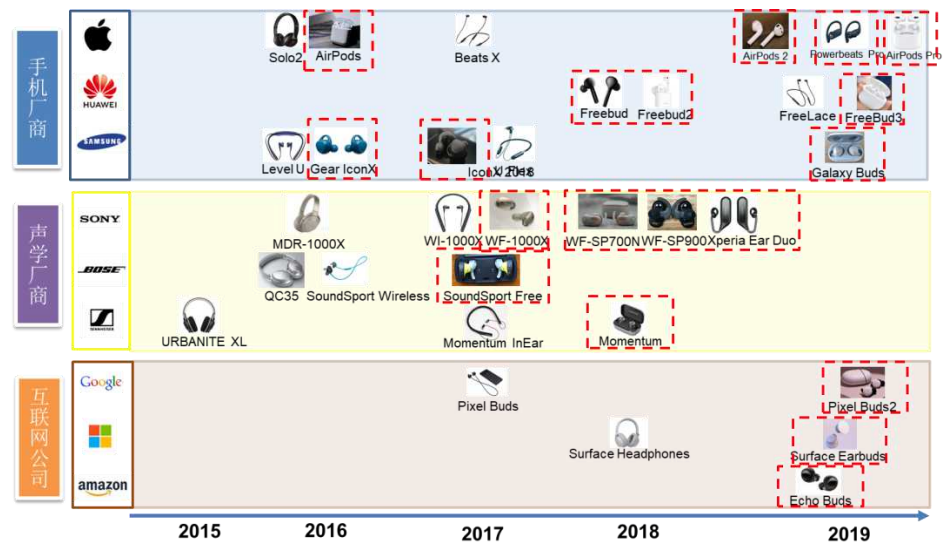 手机厂商
Solo2
AirPods
Beats X
AirPods 2
Powerbeats Pro
AirPods Pro
HUAWEI
Freebud
Freebud2
FreeLace
FreeBud3
SAMSUNG
Level U
Gear IconX
IconX 2018
U Flex
Galaxy Buds
声学厂商
SONY
MDR-1000X
WI-1000X
WF-1000X
WF-SP700N
WF-SP900
Xperia Ear Duo
BOSE
QC35
SoundSport Wireless
SoundSport Free
URBANITE XL
Momentum InEar
Momentum
互联网公司
Google
Pixel Buds
Pixel Buds2
Surface Headphones
Surface Earbuds
amazon
Echo Buds
2015
2016
2017
2018
2019